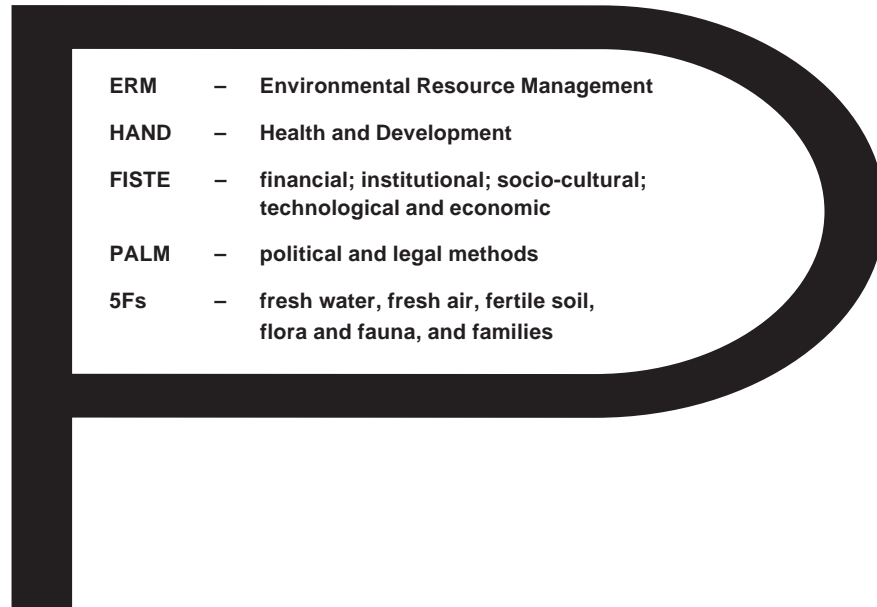 ERM – Environmental Resource Management
HAND – Health and Development
FISTE – financial; institutional; socio-cultural;
technological and economic
PALM – political and legal methods
5Fs – fresh water, fresh air, fertile soil,
flora and fauna, and families